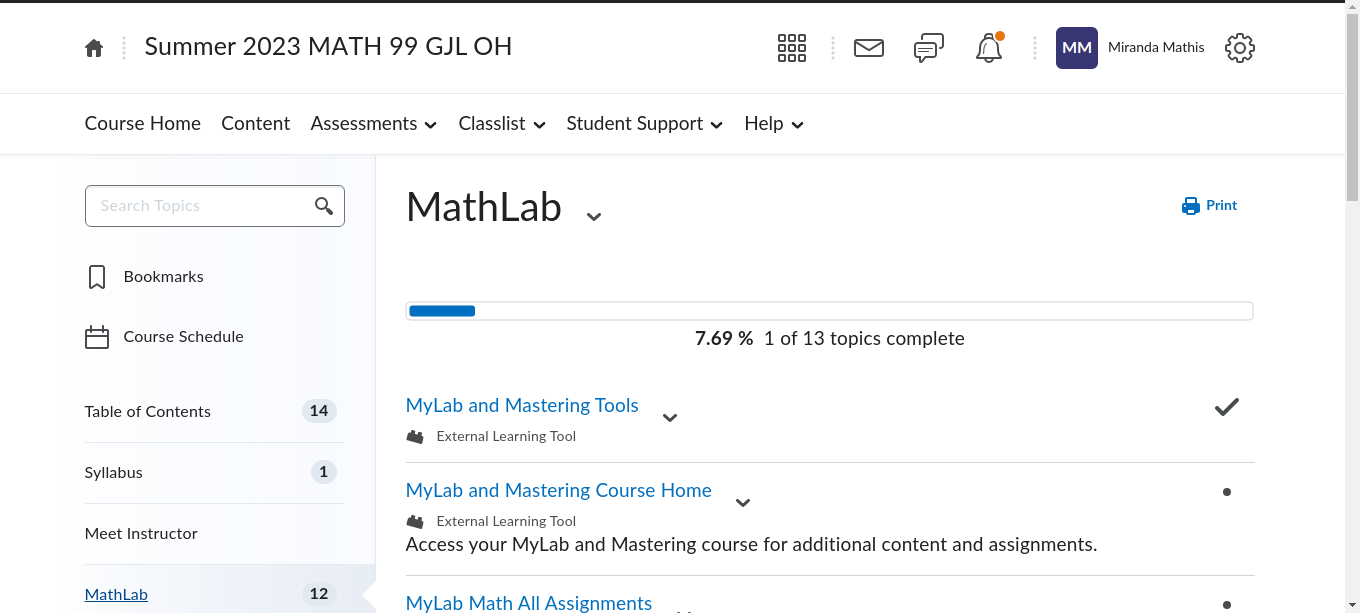 Summer 2023 MATH 99 GJL OH
MM Miranda Mathis
Course Home Content Assessments Classlist Student Support Help
Search Topics
Bookmarks
Course Schedule
Table of Contents 14
Syllabus 1
Meet Instructor
MathLab 12
MathLab
Print
7.69 % 1 of 13 topics complete
MyLab and Mastering Tools
External Learning Tool
MyLab and Mastering Course Home
External Learning Tool
Access your MyLab and Mastering course for additional content and assignments.
MyLab Math All Assignments